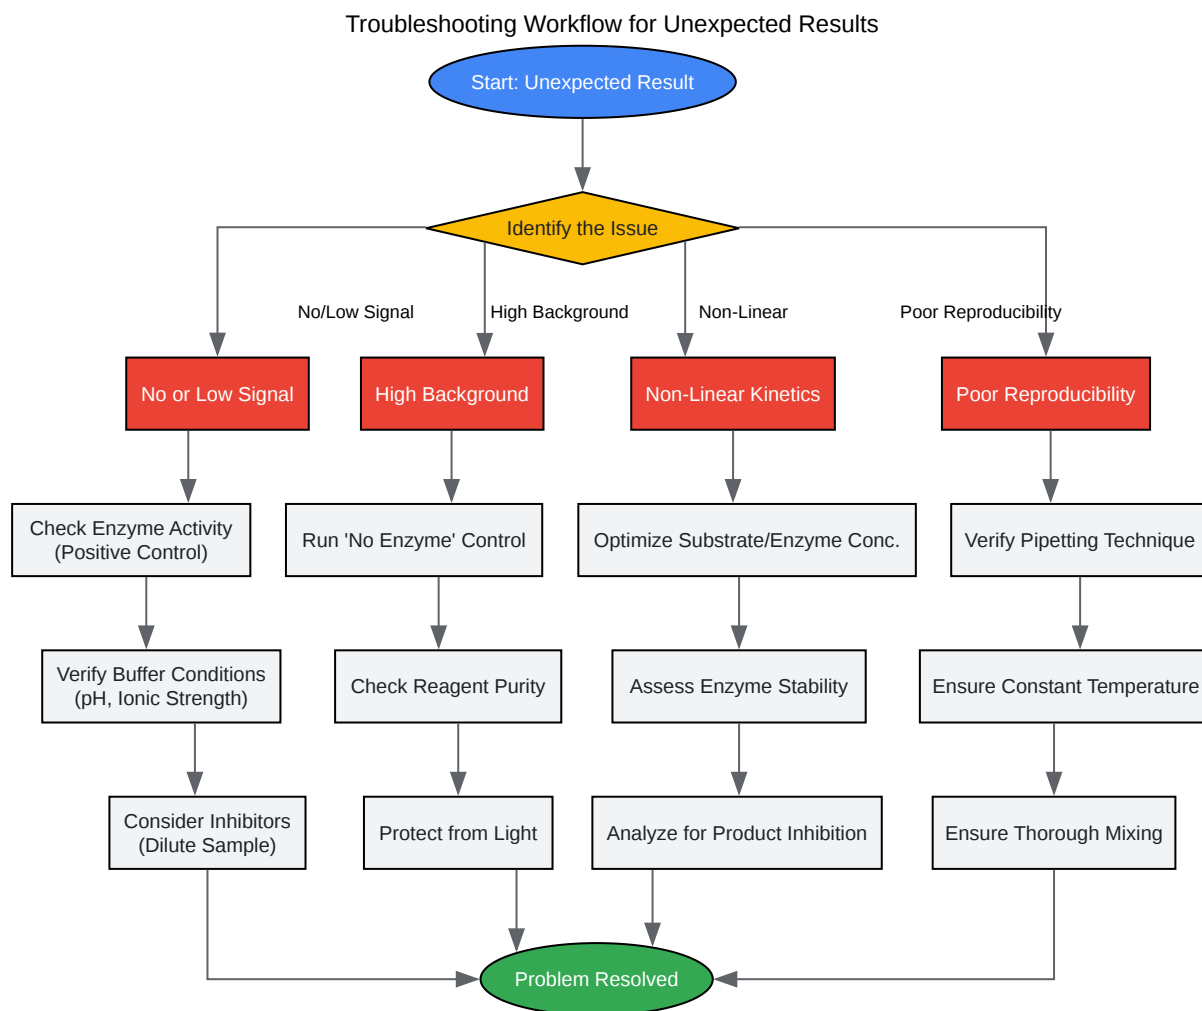 Troubleshooting Workflow for Unexpected Results
Start: Unexpected Result
Identify the Issue
No/Low Signal
High Background
Non-Linear
Poor Reproducibility
No or Low Signal
High Background
Non-Linear Kinetics
Poor Reproducibility
Check Enzyme Activity
(Positive Control)
Run 'No Enzyme' Control
Optimize Substrate/Enzyme Conc.
Verify Pipetting Technique
Verify Buffer Conditions
(pH, Ionic Strength)
Check Reagent Purity
Assess Enzyme Stability
Ensure Constant Temperature
Consider Inhibitors
(Dilute Sample)
Protect from Light
Analyze for Product Inhibition
Ensure Thorough Mixing
Problem Resolved